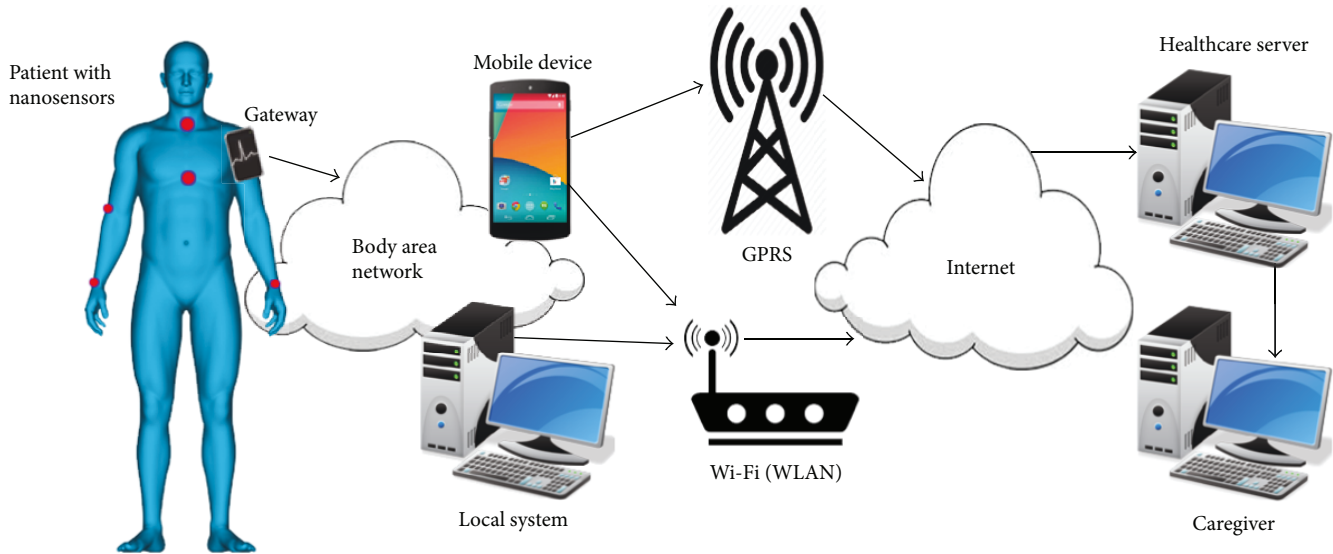 Patient with
nanosensors
Gateway
Mobile device
Body area
network
Local system
GPRS
Wi-Fi (WLAN)
Internet
Healthcare server
Caregiver